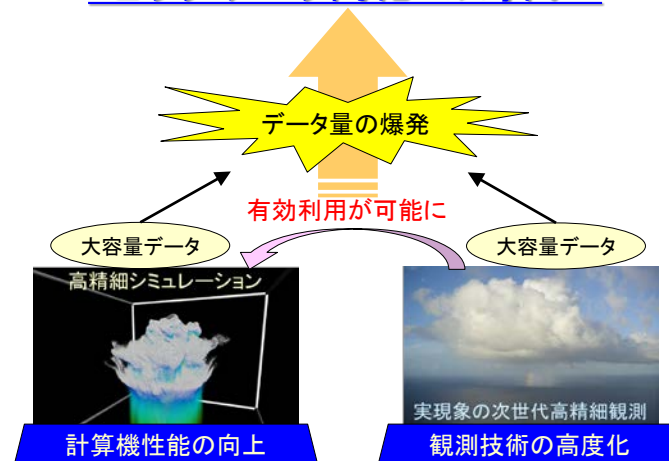 データ量の爆発
有効利用が可能に
大容量データ
大容量データ
高精細シミュレーション
実現象の次世代高精細観測
計算機性能の向上
観測技術の高度化